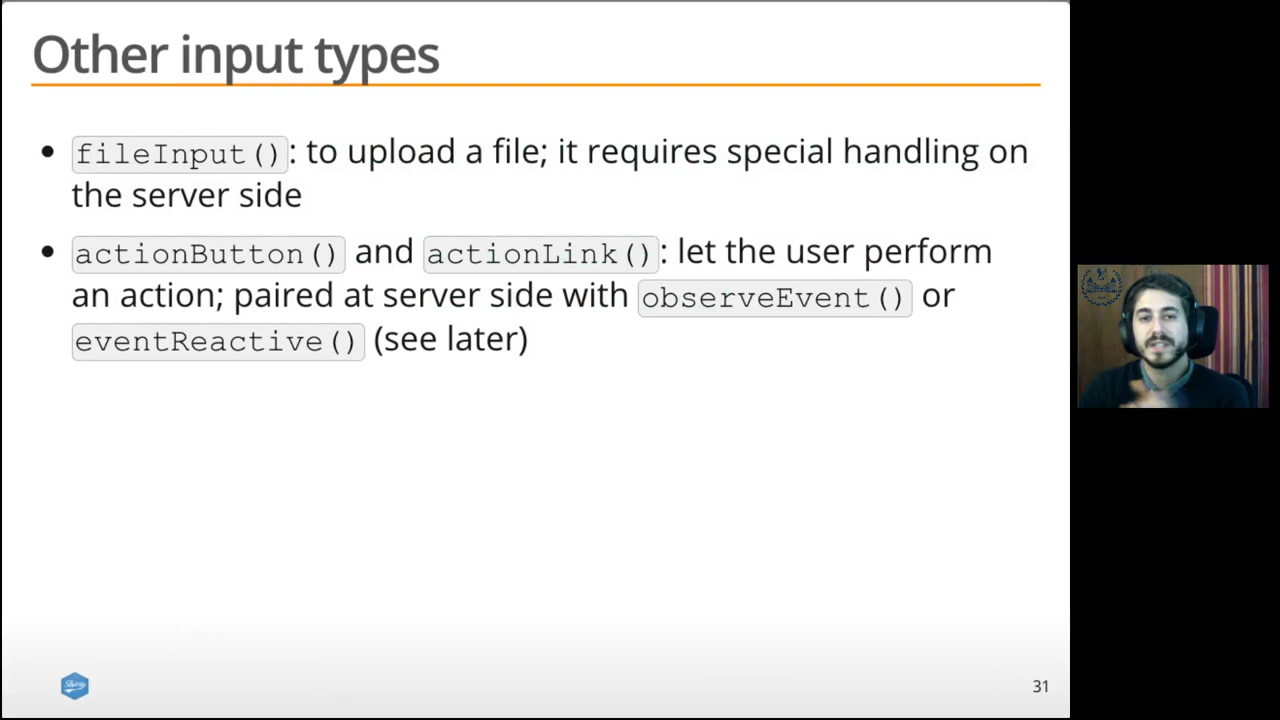 Other input types
fileInput(): to upload a file; it requires special handling on
the server side
actionButton() and actionLink(): let the user perform
an action; paired at server side with observeEvent() or
eventReactive() (see later)
Shiny
31